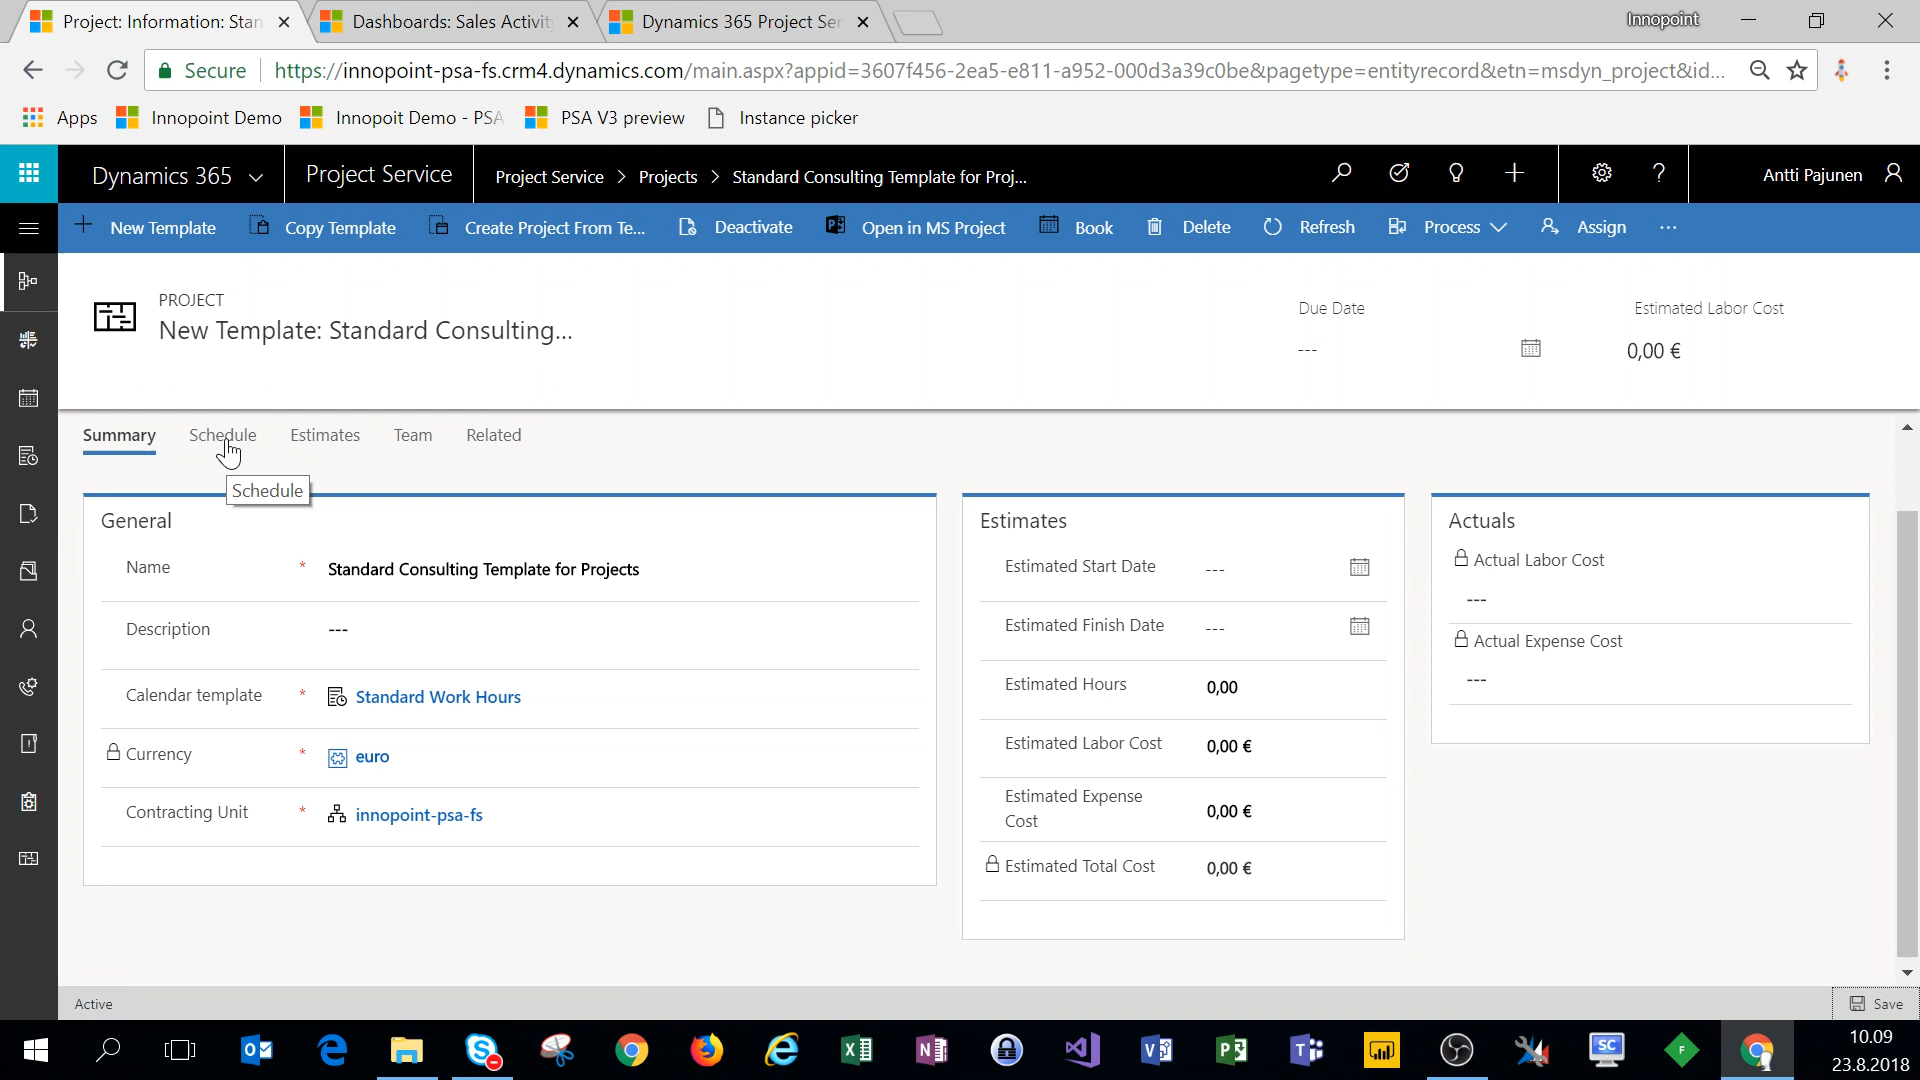 Project: Information: Stan
Dashboards: Sales Activity
Dynamics 365 Project Ser
Innopoint
Secure
https://innopoint-psa-fs.crm4.dynamics.com/main.aspx?appid=3607f456-2ea5-e811-a952-000d3a39c0be&pagetype=entityrecord&etn=msdyn_project&id...
Apps
Innopoint Demo
Innopoit Demo - PSA
PSA V3 preview
Instance picker
Dynamics 365
Project Service
Project Service > Projects > Standard Consulting Template for Proj...
Antti Pajunen
New Template
Copy Template
Create Project From Te...
Deactivate
Open in MS Project
Book
Delete
Refresh
Process
Assign
...
PROJECT
New Template: Standard Consulting...
Due Date
---
Estimated Labor Cost
0,00 €
Summary
Schedule
Estimates
Team
Related
Schedule
General
Name *
Standard Consulting Template for Projects
Description
---
Calendar template *
Standard Work Hours
Currency *
euro
Contracting Unit *
innopoint-psa-fs
Estimates
Estimated Start Date
---
Estimated Finish Date
---
Estimated Hours
0,00
Estimated Labor Cost
0,00 €
Estimated Expense
Cost
0,00 €
Estimated Total Cost
0,00 €
Actuals
Actual Labor Cost
---
Actual Expense Cost
---
Active
Save
SC
F
10.09
23.8.2018